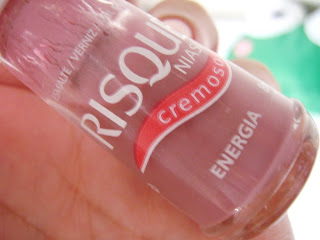 RISQU
NIAS
cremoso
ENERGIA